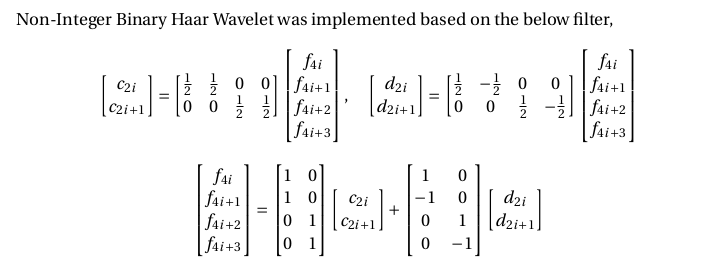 Non-Integer Binary Haar Wavelet was implemented based on the below filter,
\begin{bmatrix} c_{2i} \\ c_{2i+1} \end{bmatrix} = \begin{bmatrix} \frac{1}{2} & \frac{1}{2} & 0 & 0 \\ 0 & 0 & \frac{1}{2} & \frac{1}{2} \end{bmatrix} \begin{bmatrix} f_{4i} \\ f_{4i+1} \\ f_{4i+2} \\ f_{4i+3} \end{bmatrix}, \begin{bmatrix} d_{2i} \\ d_{2i+1} \end{bmatrix} = \begin{bmatrix} \frac{1}{2} & -\frac{1}{2} & 0 & 0 \\ 0 & 0 & \frac{1}{2} & -\frac{1}{2} \end{bmatrix} \begin{bmatrix} f_{4i} \\ f_{4i+1} \\ f_{4i+2} \\ f_{4i+3} \end{bmatrix}
\begin{bmatrix} f_{4i} \\ f_{4i+1} \\ f_{4i+2} \\ f_{4i+3} \end{bmatrix} = \begin{bmatrix} 1 & 0 \\ 1 & 0 \\ 0 & 1 \\ 0 & 1 \end{bmatrix} \begin{bmatrix} c_{2i} \\ c_{2i+1} \end{bmatrix} + \begin{bmatrix} 1 & 0 \\ -1 & 0 \\ 0 & 1 \\ 0 & -1 \end{bmatrix} \begin{bmatrix} d_{2i} \\ d_{2i+1} \end{bmatrix}